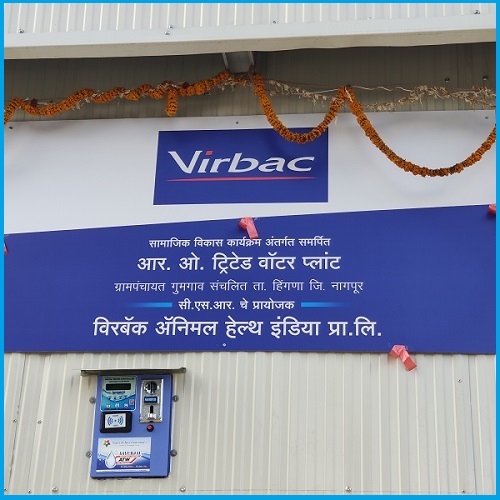 Virbac
सामाजिक विकास कार्यक्रम अंतर्गत समर्पित
आर. ओ. ट्रिटेड वॉटर प्लांट
ग्रामपंचायत गुमगाव संचलित ता. हिंगणा जि. नागपूर
सी.एस.आर. चे प्रायोजक
विरबॅक ॲनिमल हेल्थ इंडिया प्रा.लि.